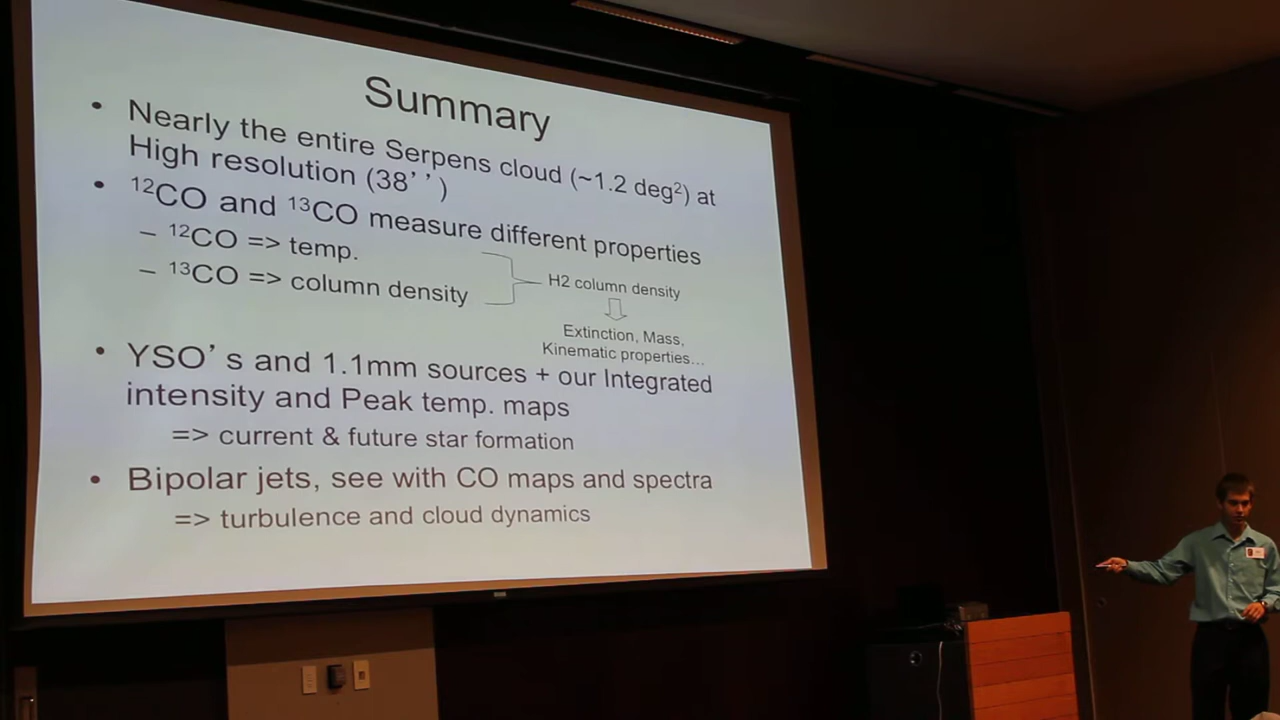 Summary
• Nearly the entire Serpens cloud (~1.2 deg²) at
High resolution (38’’)
• ¹²CO and ¹³CO measure different properties
– ¹²CO => temp.
– ¹³CO => column density
H2 column density
Extinction, Mass,
Kinematic properties...
• YSO’s and 1.1mm sources + our Integrated
intensity and Peak temp. maps
=> current & future star formation
• Bipolar jets, see with CO maps and spectra
=> turbulence and cloud dynamics